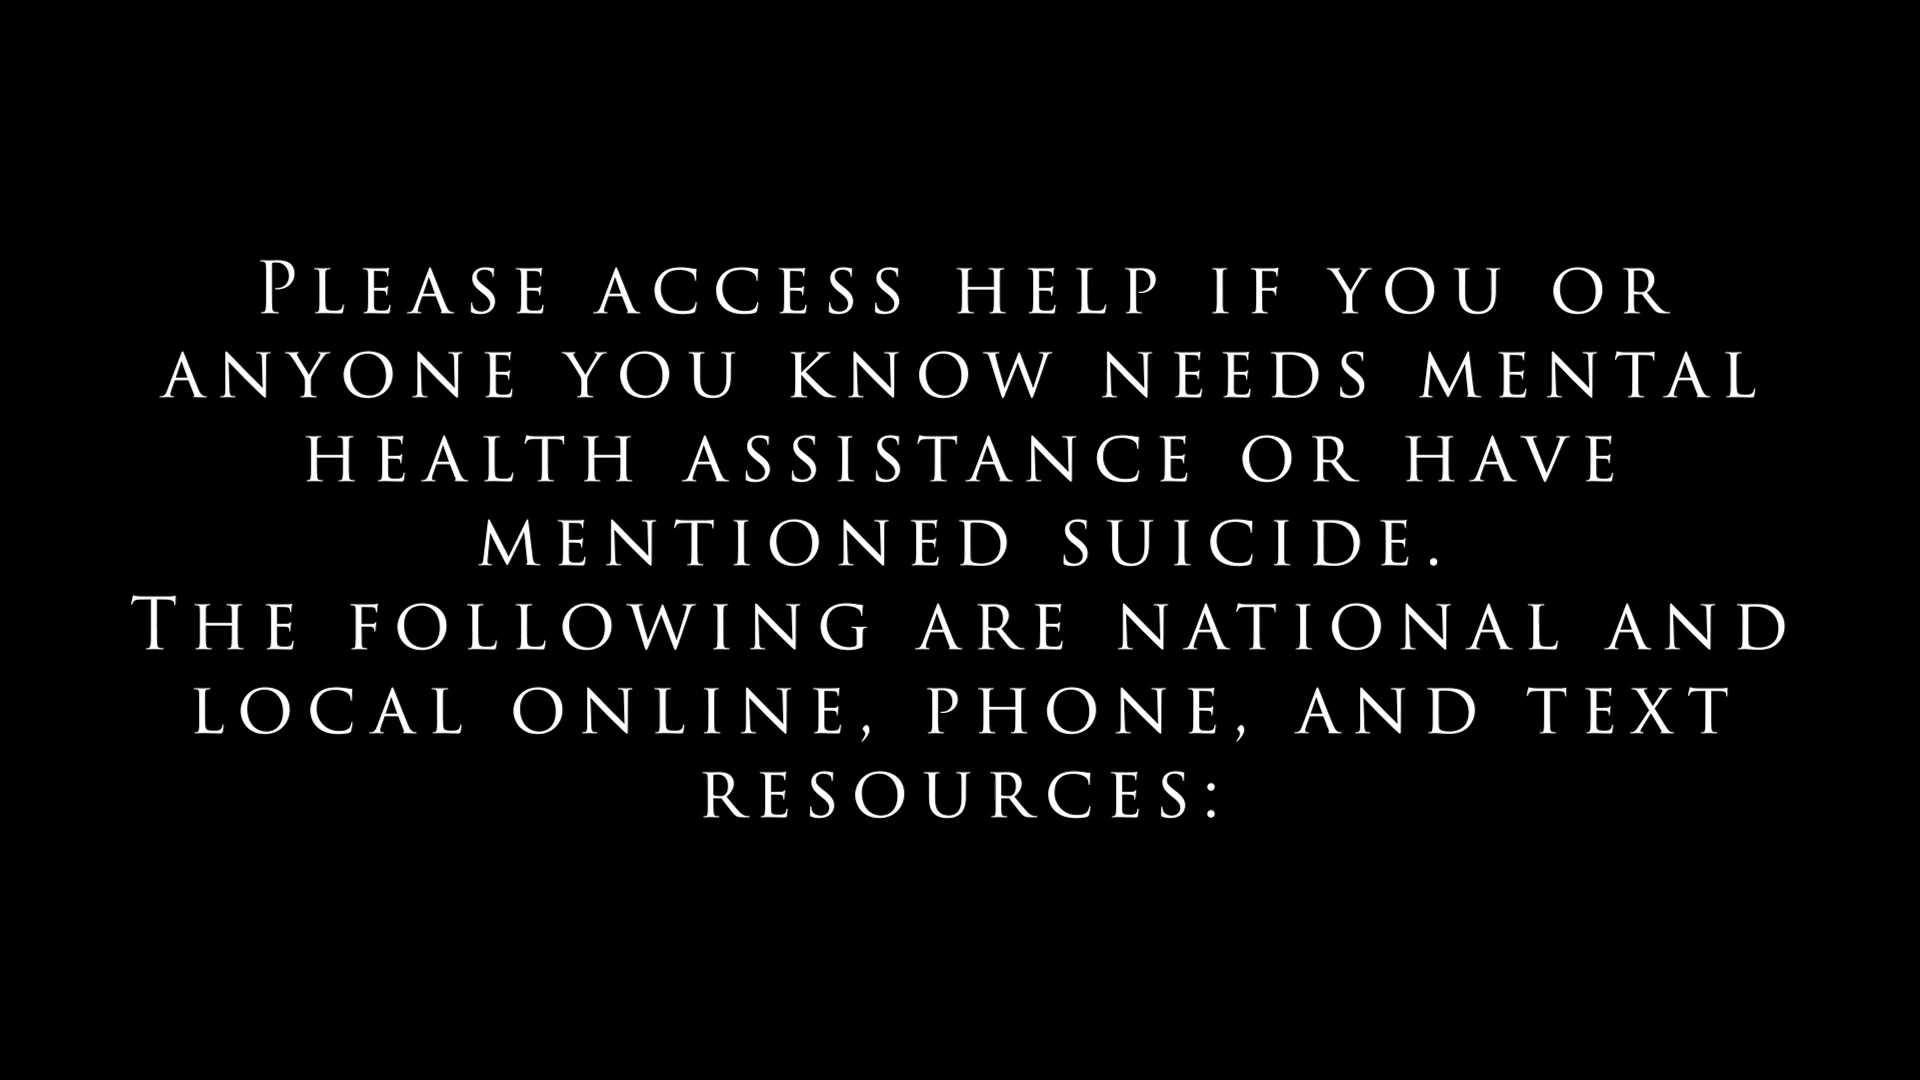 Please access help if you or
anyone you know needs mental
health assistance or have
mentioned suicide.
The following are national and
local online, phone, and text
resources: